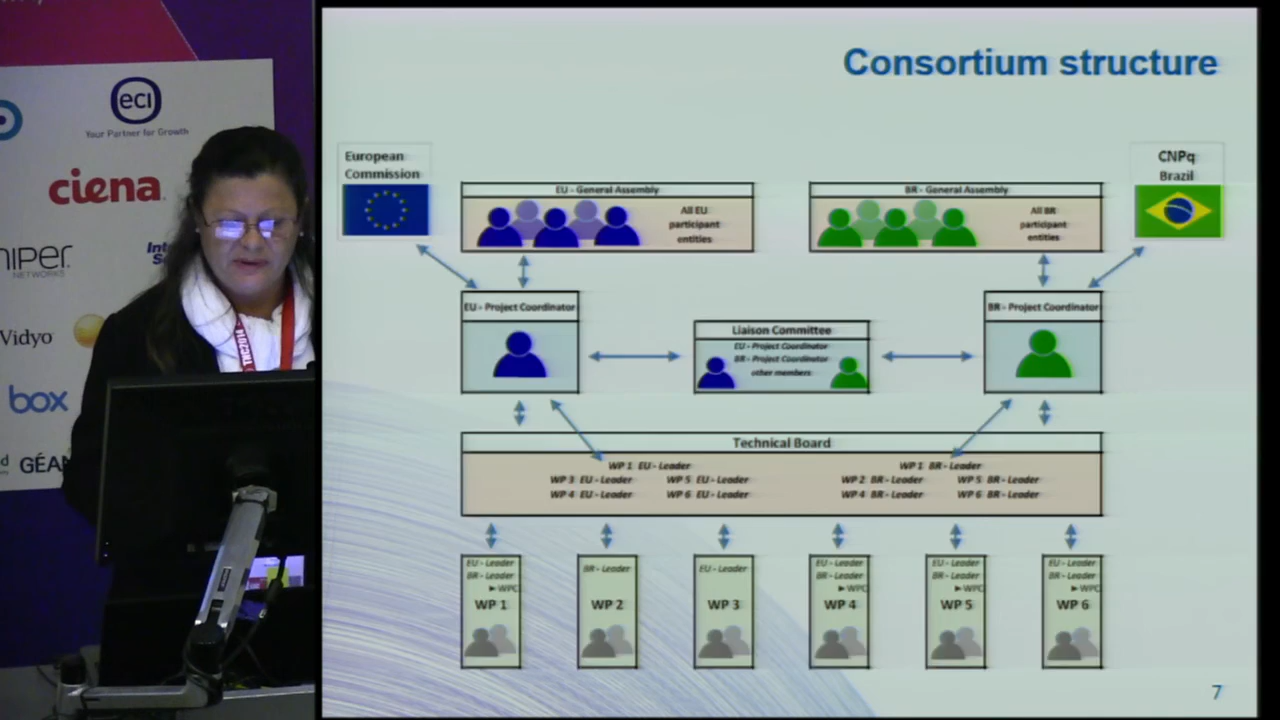 eci
Your Partner for Growth
ciena
NETWORKS
Vidyo
box
GÉAN
TNC2014
Consortium structure
European
Commission
CNPq
Brazil
EU - General Assembly
All EU
participant
entities
BR - General Assembly
All BR
participant
entities
EU - Project Coordinator
BR - Project Coordinator
Liaison Committee
EU - Project Coordinator
BR - Project Coordinator
other members
Technical Board
WP 1 EU - Leader
WP 3 EU - Leader WP 5 EU - Leader
WP 4 EU - Leader WP 6 EU - Leader
WP 1 BR - Leader
WP 2 BR - Leader WP 5 BR - Leader
WP 4 BR - Leader WP 6 BR - Leader
EU - Leader
BR - Leader
►WPC
WP 1
BR - Leader
WP 2
EU - Leader
WP 3
EU - Leader
BR - Leader
►WPC
WP 4
EU - Leader
BR - Leader
►WPC
WP 5
EU - Leader
BR - Leader
►WPC
WP 6
7